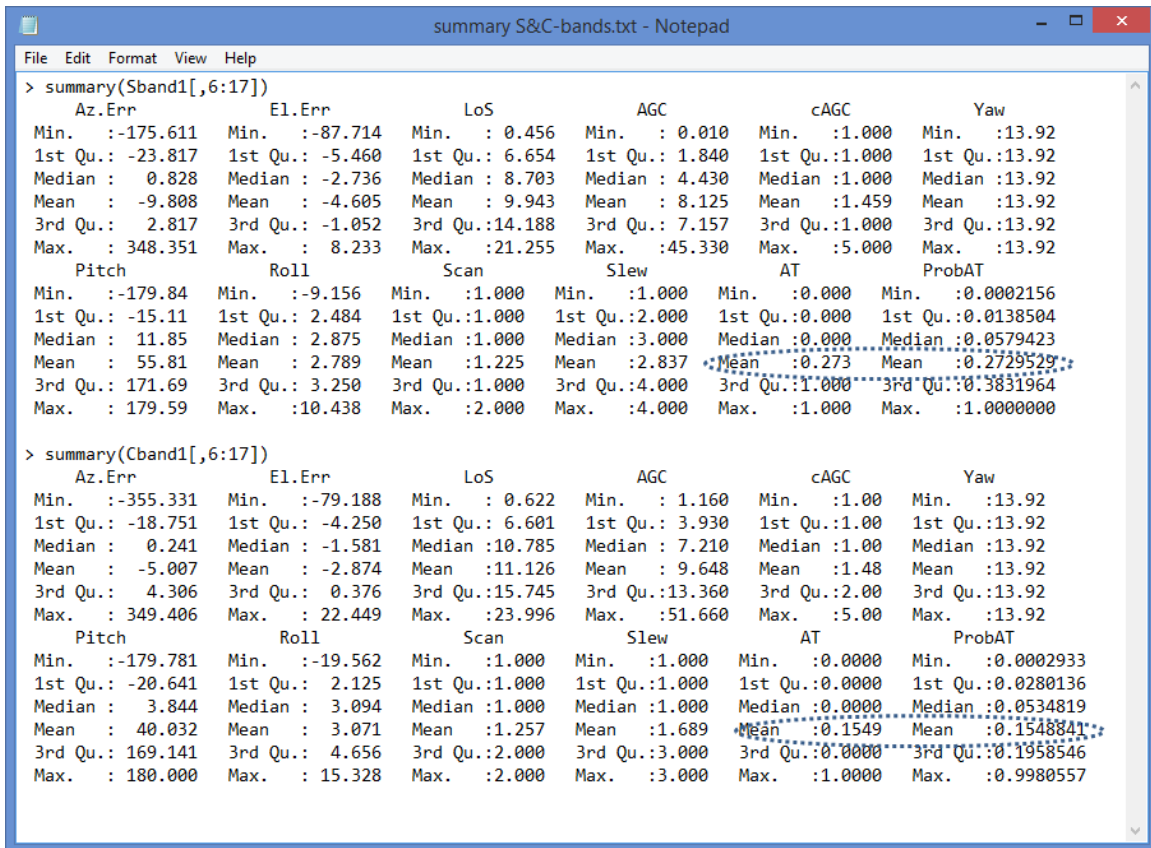 summary S&C-bands.txt - Notepad
File Edit Format View Help
> summary(Sband1[,6:17])
Az.Err El.Err LoS AGC cAGC Yaw
Min. :-175.611 Min. :-87.714 Min. : 0.456 Min. : 0.010 Min. :1.000 Min. :13.92
1st Qu.: -23.817 1st Qu.: -5.460 1st Qu.: 6.654 1st Qu.: 1.840 1st Qu.:1.000 1st Qu.:13.92
Median : 0.828 Median : -2.736 Median : 8.703 Median : 4.430 Median :1.000 Median :13.92
Mean : -9.808 Mean : -4.605 Mean : 9.943 Mean : 8.125 Mean :1.459 Mean :13.92
3rd Qu.: 2.817 3rd Qu.: -1.052 3rd Qu.:14.188 3rd Qu.: 7.157 3rd Qu.:1.000 3rd Qu.:13.92
Max. : 348.351 Max. : 8.233 Max. :21.255 Max. :45.330 Max. :5.000 Max. :13.92
Pitch Roll Scan Slew AT ProbAT
Min. :-179.84 Min. :-9.156 Min. :1.000 Min. :1.000 Min. :0.000 Min. :0.0002156
1st Qu.: -15.11 1st Qu.: 2.484 1st Qu.:1.000 1st Qu.:2.000 1st Qu.:0.000 1st Qu.:0.0138504
Median : 11.85 Median : 2.875 Median :1.000 Median :3.000 Median :0.000 Median :0.0579423
Mean : 55.81 Mean : 2.789 Mean :1.225 Mean :2.837 Mean :0.273 Mean :0.2729529
3rd Qu.: 171.69 3rd Qu.: 3.250 3rd Qu.:1.000 3rd Qu.:4.000 3rd Qu.:1.000 3rd Qu.:0.3831964
Max. : 179.59 Max. :10.438 Max. :2.000 Max. :4.000 Max. :1.000 Max. :1.0000000
> summary(Cband1[,6:17])
Az.Err El.Err LoS AGC cAGC Yaw
Min. :-355.331 Min. :-79.188 Min. : 0.622 Min. : 1.160 Min. :1.00 Min. :13.92
1st Qu.: -18.751 1st Qu.: -4.250 1st Qu.: 6.601 1st Qu.: 3.930 1st Qu.:1.00 1st Qu.:13.92
Median : 0.241 Median : -1.581 Median :10.785 Median : 7.210 Median :1.00 Median :13.92
Mean : -5.007 Mean : -2.874 Mean :11.126 Mean : 9.648 Mean :1.48 Mean :13.92
3rd Qu.: 4.306 3rd Qu.: 0.376 3rd Qu.:15.745 3rd Qu.:13.360 3rd Qu.:2.00 3rd Qu.:13.92
Max. : 349.406 Max. : 22.449 Max. :23.996 Max. :51.660 Max. :5.00 Max. :13.92
Pitch Roll Scan Slew AT ProbAT
Min. :-179.781 Min. :-19.562 Min. :1.000 Min. :1.000 Min. :0.0000 Min. :0.0002933
1st Qu.: -20.641 1st Qu.: 2.125 1st Qu.:1.000 1st Qu.:1.000 1st Qu.:0.0000 1st Qu.:0.0280136
Median : 3.844 Median : 3.094 Median :1.000 Median :1.000 Median :0.0000 Median :0.0534819
Mean : 40.032 Mean : 3.071 Mean :1.257 Mean :1.689 Mean :0.1549 Mean :0.1548841
3rd Qu.: 169.141 3rd Qu.: 4.656 3rd Qu.:2.000 3rd Qu.:3.000 3rd Qu.:0.0000 3rd Qu.:0.1958546
Max. : 180.000 Max. : 15.328 Max. :2.000 Max. :3.000 Max. :1.0000 Max. :0.9980557